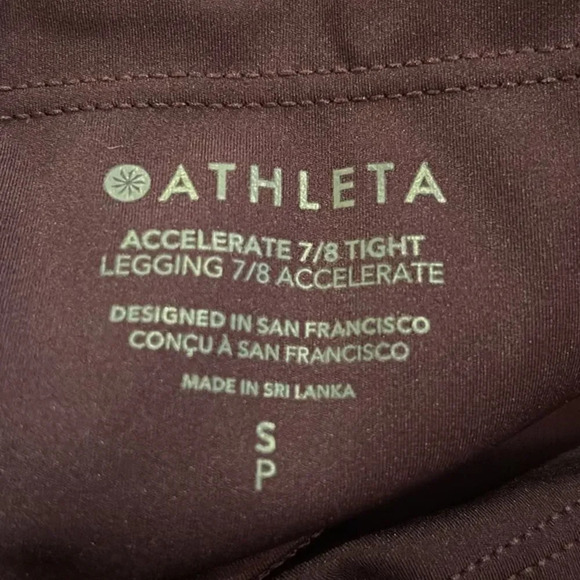 ATHLETA
ACCELERATE 7/8 TIGHT
LEGGING 7/8 ACCELERATE
DESIGNED IN SAN FRANCISCO
CONÇU À SAN FRANCISCO
MADE IN SRI LANKA
S
P